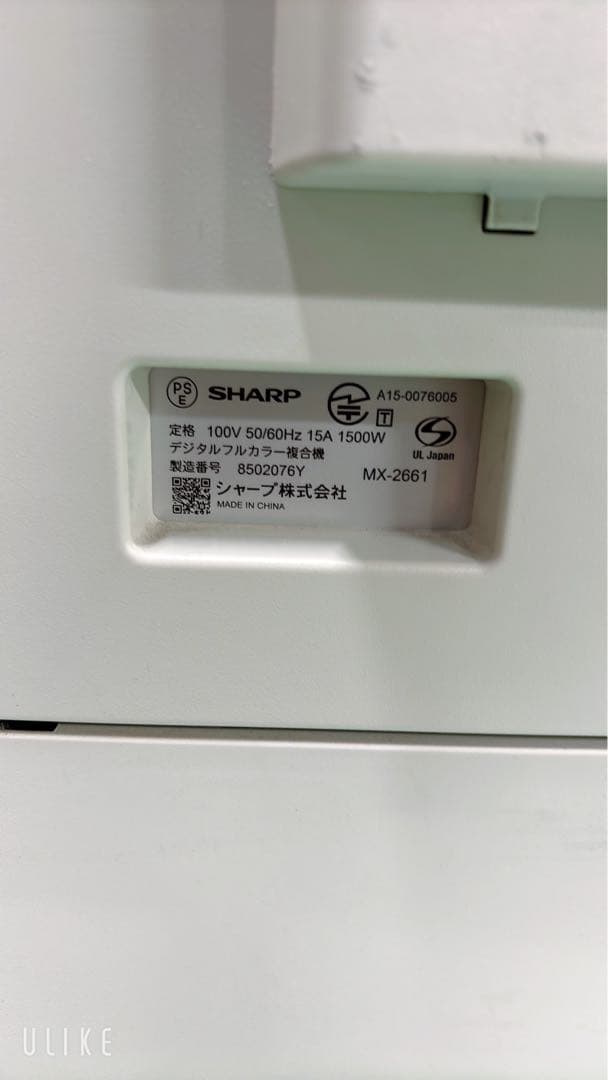 PS
E
SHARP
T
A15-0076005
定格 100V 50/60Hz 15A 1500W
デジタルフルカラー複合機
UL Japan
製造番号 8502076Y
MX-2661
シャープ株式会社
MADE IN CHINA
ULIKE